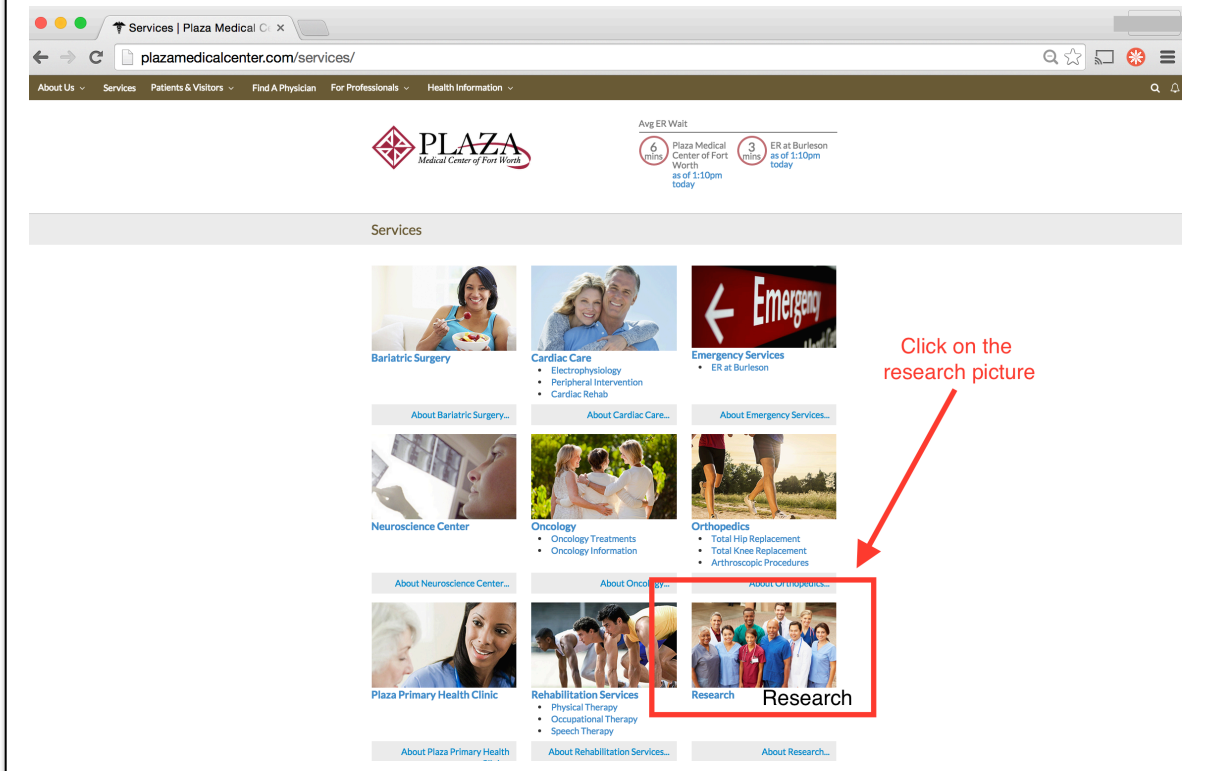 Services | Plaza Medical Ce
plazamedicalcenter.com/services/
About Us Services Patients & Visitors Find A Physician For Professionals Health Information
PLAZA
Medical Center of Fort Worth
Avg ER Wait
6 mins
Plaza Medical Center of Fort Worth
as of 1:10pm today
3 mins
ER at Burleson
as of 1:10pm today
Services
Emergency
Bariatric Surgery
About Bariatric Surgery...
Cardiac Care
Electrophysiology
Peripheral Intervention
Cardiac Rehab
About Cardiac Care...
Emergency Services
ER at Burleson
About Emergency Services...
Click on the
research picture
Neuroscience Center
About Neuroscience Center...
Oncology
Oncology Treatments
Oncology Information
About Oncology...
Orthopedics
Total Hip Replacement
Total Knee Replacement
Arthroscopic Procedures
About Orthopedics...
Plaza Primary Health Clinic
About Plaza Primary Health
Rehabilitation Services
Physical Therapy
Occupational Therapy
Speech Therapy
About Rehabilitation Services...
Research
Research
About Research...